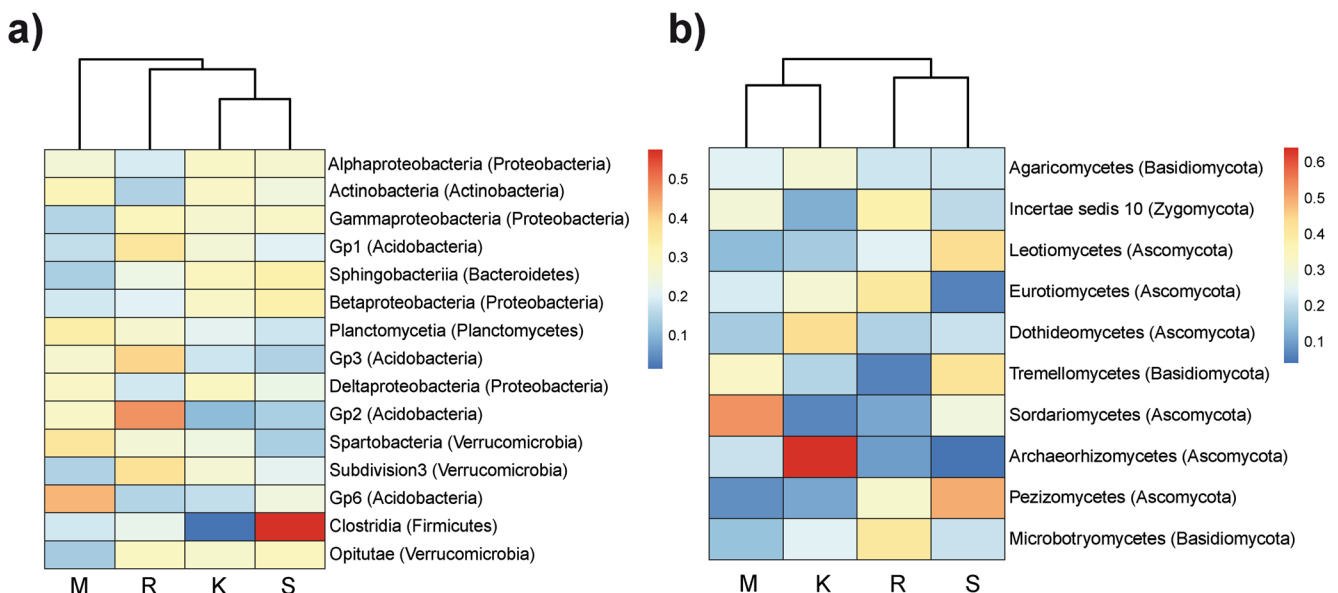 a)
Alphaproteobacteria (Proteobacteria)
Actinobacteria (Actinobacteria)
Gammaproteobacteria (Proteobacteria)
Gp1 (Acidobacteria)
Sphingobacteriia (Bacteroidetes)
Betaproteobacteria (Proteobacteria)
Planctomycetia (Planctomycetes)
Gp3 (Acidobacteria)
Deltaproteobacteria (Proteobacteria)
Gp2 (Acidobacteria)
Spartobacteria (Verrucomicrobia)
Subdivision3 (Verrucomicrobia)
Gp6 (Acidobacteria)
Clostridia (Firmicutes)
Opitutae (Verrucomicrobia)
M R K S
0.5
0.4
0.3
0.2
0.1
b)
Agaricomycetes (Basidiomycota)
Incertae sedis 10 (Zygomycota)
Leotiomycetes (Ascomycota)
Eurotiomycetes (Ascomycota)
Dothideomycetes (Ascomycota)
Tremellomycetes (Basidiomycota)
Sordariomycetes (Ascomycota)
Archaeorhizomycetes (Ascomycota)
Pezizomycetes (Ascomycota)
Microbotryomycetes (Basidiomycota)
M K R S
0.6
0.5
0.4
0.3
0.2
0.1